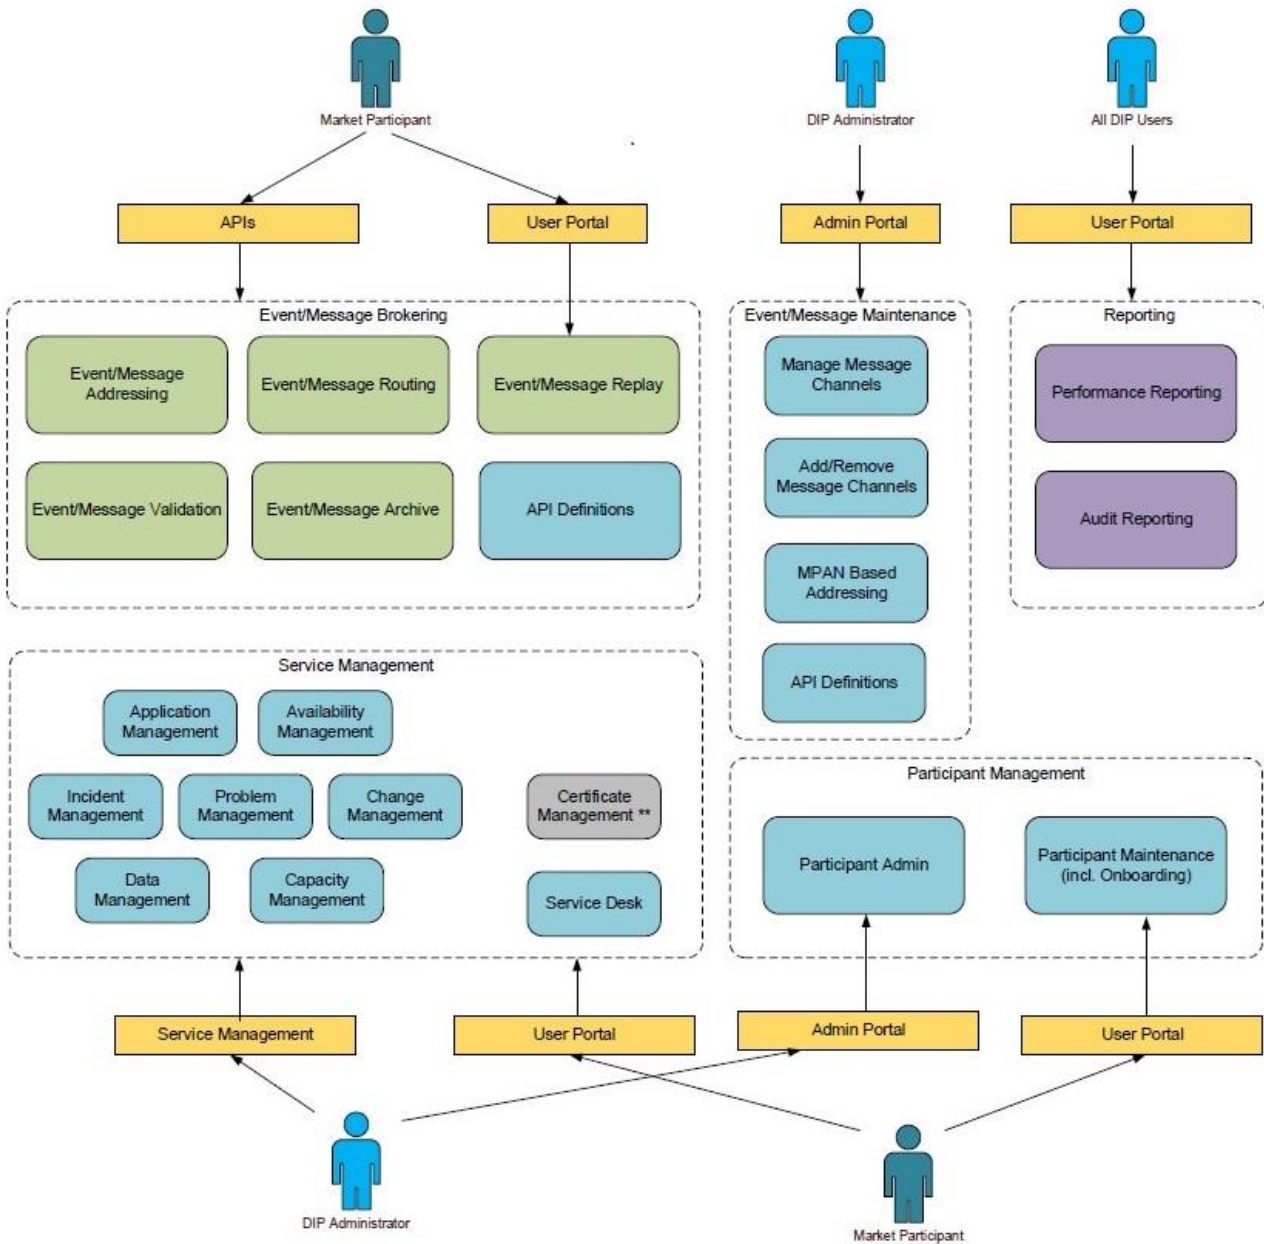 Market Participant
DIP Administrator
All DIP Users
APIs
User Portal
Admin Portal
User Portal
Event/Message Brokering
Event/Message
Addressing
Event/Message Routing
Event/Message Replay
Event/Message Validation
Event/Message Archive
API Definitions
Event/Message Maintenance
Manage Message
Channels
Add/Remove
Message Channels
MPAN Based
Addressing
API Definitions
Reporting
Performance Reporting
Audit Reporting
Service Management
Application
Management
Availability
Management
Incident
Management
Problem
Management
Change
Management
Data
Management
Capacity
Management
Certificate
Management **
Service Desk
Participant Management
Participant Admin
Participant Maintenance
(incl. Onboarding)
Service Management
User Portal
Admin Portal
User Portal
DIP Administrator
Market Participant